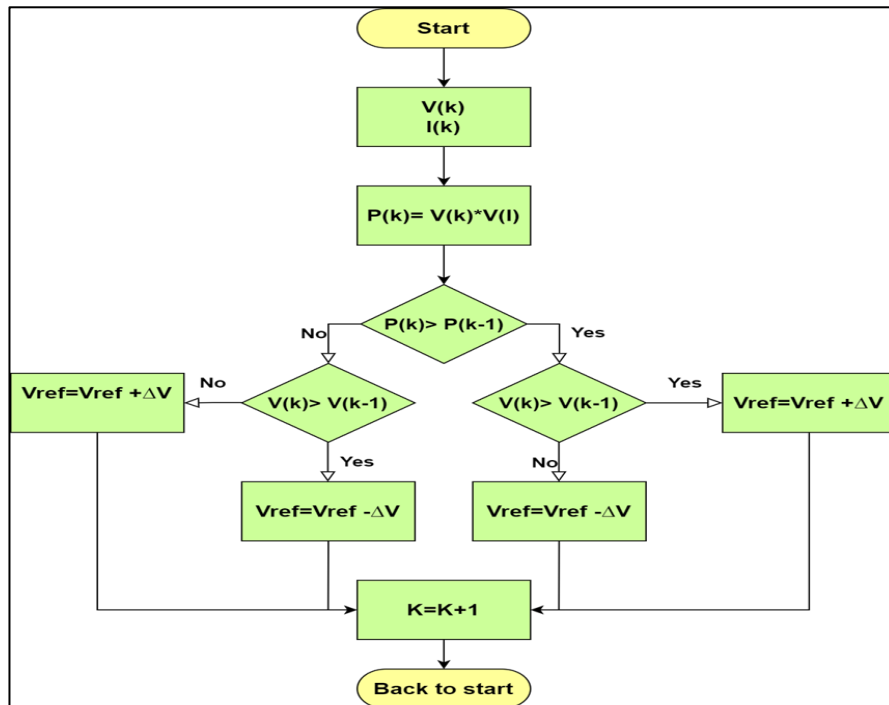 Start
V(k)
I(k)
P(k)= V(k)*V(I)
P(k)> P(k-1)
No
Yes
Vref=Vref +∆V
No
V(k)> V(k-1)
V(k)> V(k-1)
Yes
Vref=Vref +∆V
Yes
No
Vref=Vref -∆V
Vref=Vref -∆V
K=K+1
Back to start